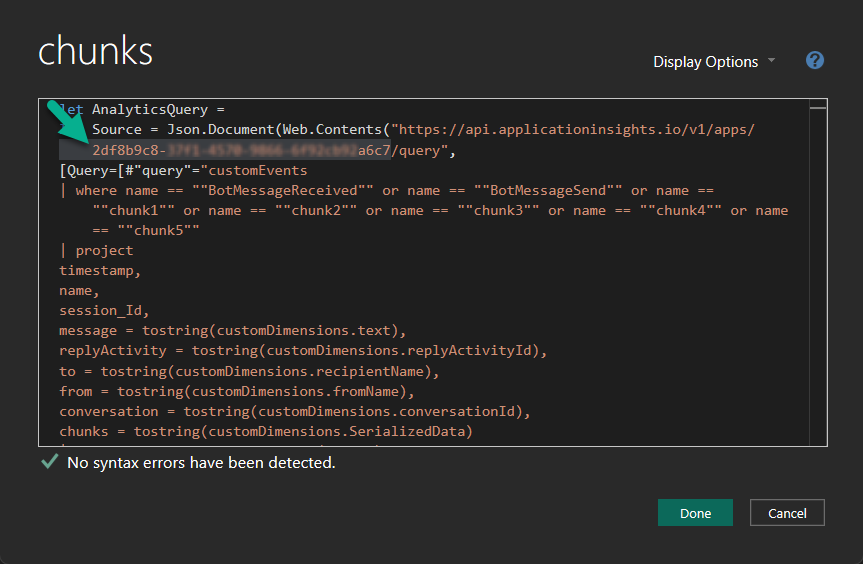 chunks
Display Options
?
let AnalyticsQuery =
Source = Json.Document(Web.Contents("https://api.applicationinsights.io/v1/apps/
2df8b9c8-37f1-4570-9866-6f92cb92a6c7/query",
[Query=[#"query"="customEvents
| where name == ""BotMessageReceived"" or name == ""BotMessageSend"" or name ==
""chunk1"" or name == ""chunk2"" or name == ""chunk3"" or name == ""chunk4"" or name
== ""chunk5""
| project
timestamp,
name,
session_Id,
message = tostring(customDimensions.text),
replyActivity = tostring(customDimensions.replyActivityId),
to = tostring(customDimensions.recipientName),
from = tostring(customDimensions.fromName),
conversation = tostring(customDimensions.conversationId),
chunks = tostring(customDimensions.SerializedData)
No syntax errors have been detected.
Done
Cancel